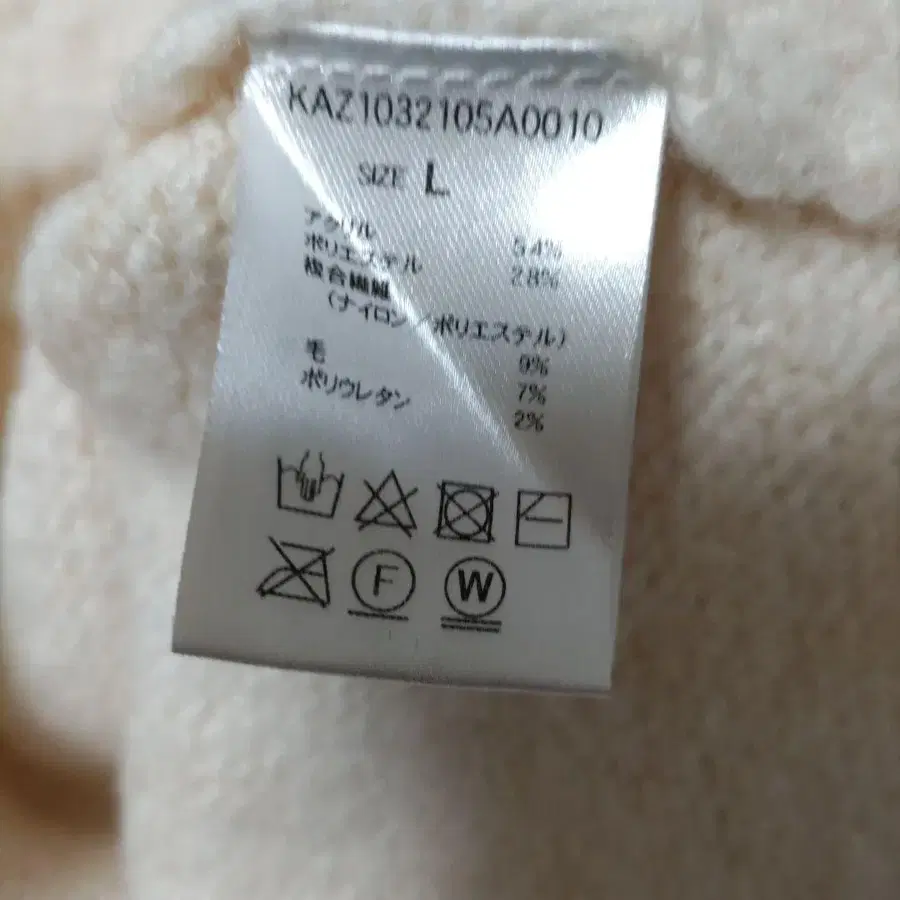 KAZ1032105A0010
SIZE L
アクリル 54%
ポリエステル 28%
複合繊維
(ナイロン/ポリエステル)
9%
毛 7%
ポリウレタン 2%
F
W